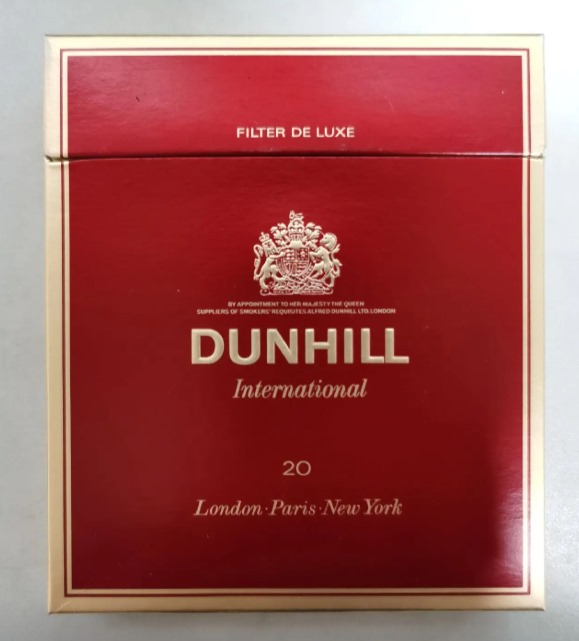 FILTER DE LUXE
BY APPOINTMENT TO HER MAJESTY THE QUEEN
SUPPLIERS OF SMOKERS' REQUISITES ALFRED DUNHILL LTD. LONDON
DUNHILL
International
20
London·Paris·New York